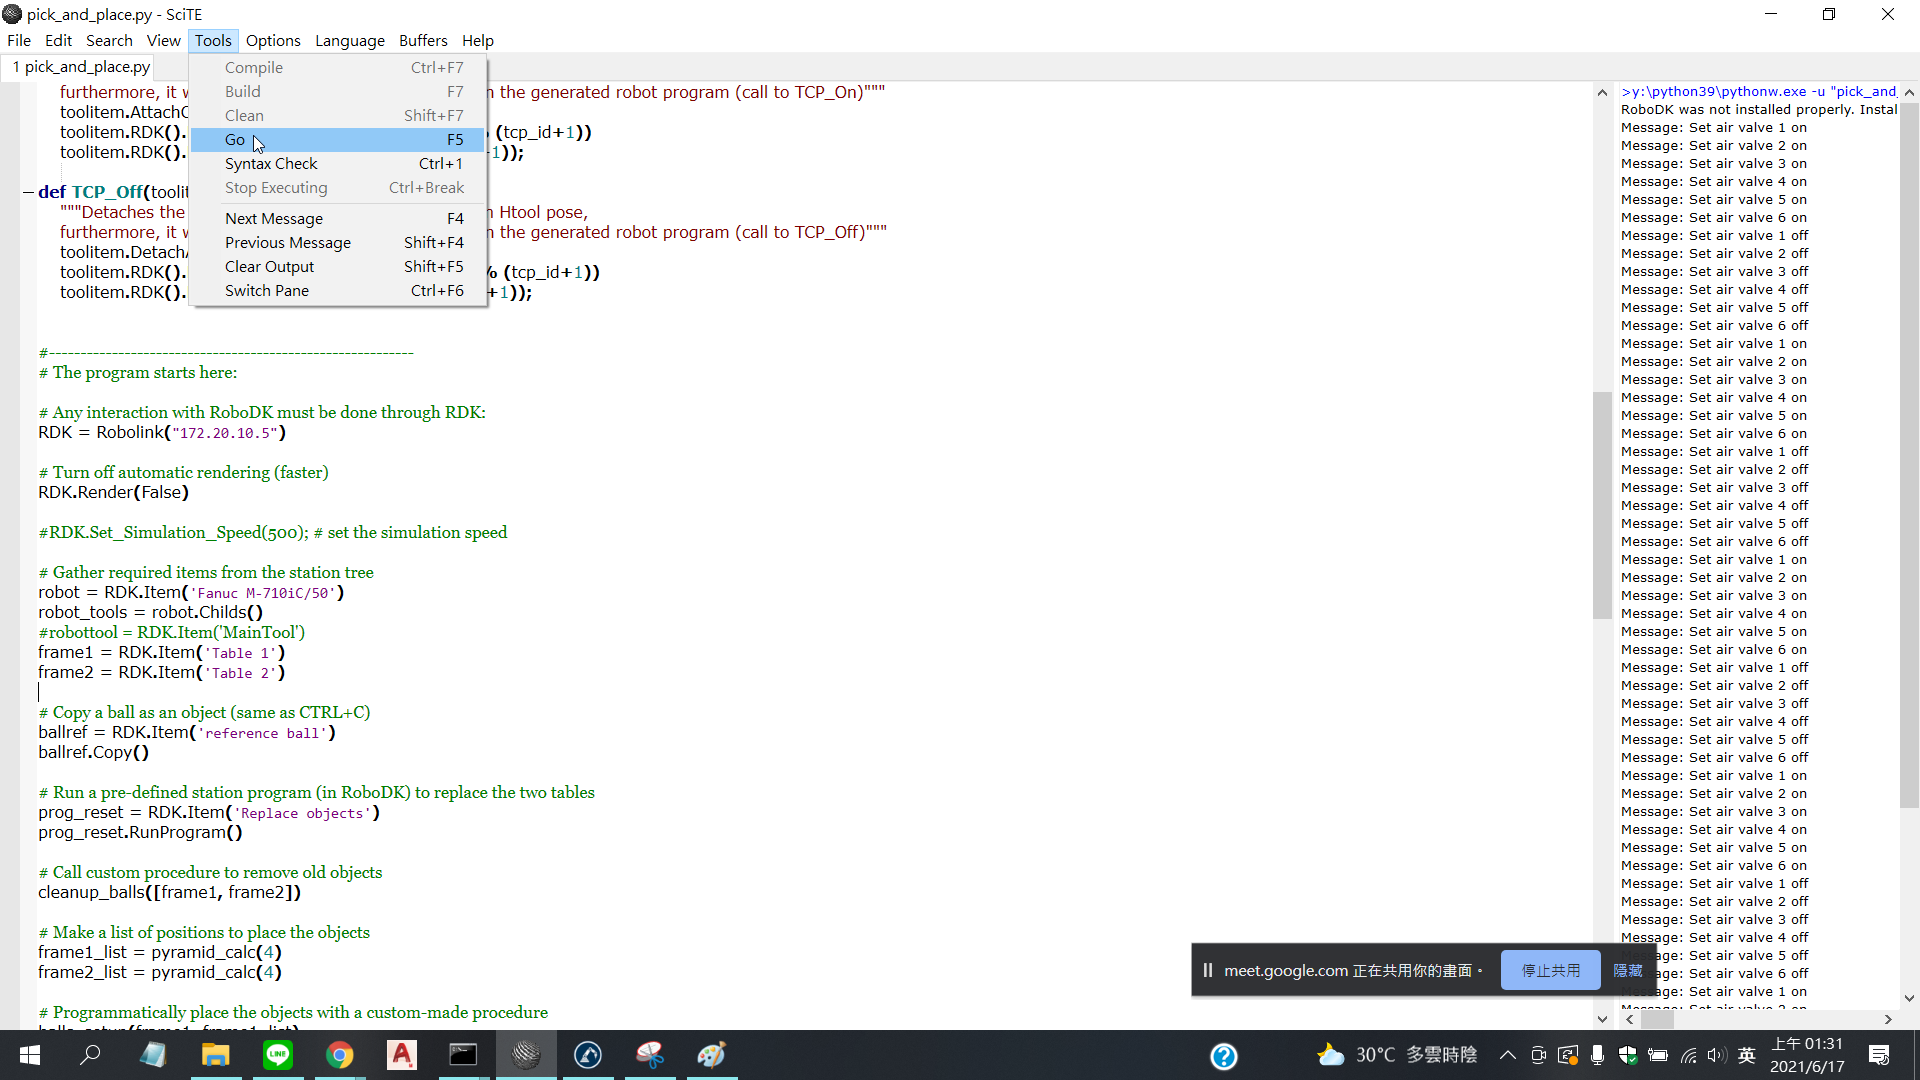 pick_and_place.py - SciTE
File Edit Search View Tools Options Language Buffers Help
1 pick_and_place.py
Compile Ctrl+F7
Build F7
Clean Shift+F7
Go F5
Syntax Check Ctrl+1
Stop Executing Ctrl+Break
Next Message F4
Previous Message Shift+F4
Clear Output Shift+F5
Switch Pane Ctrl+F6
furthermore, it w
n the generated robot program (call to TCP_On)"""
toolitem.AttachC
toolitem.RDK().
(tcp_id+1))
toolitem.RDK().
1));
def TCP_Off(toolit
"""Detaches the
n Htool pose,
furthermore, it w
n the generated robot program (call to TCP_Off)"""
toolitem.Detach
toolitem.RDK().
% (tcp_id+1))
toolitem.RDK().
+1));
#----------------------------------------------------------
# The program starts here:
# Any interaction with RoboDK must be done through RDK:
RDK = Robolink("172.20.10.5")
# Turn off automatic rendering (faster)
RDK.Render(False)
#RDK.Set_Simulation_Speed(500); # set the simulation speed
# Gather required items from the station tree
robot = RDK.Item('Fanuc M-710iC/50')
robot_tools = robot.Childs()
#robottool = RDK.Item('MainTool')
frame1 = RDK.Item('Table 1')
frame2 = RDK.Item('Table 2')
# Copy a ball as an object (same as CTRL+C)
ballref = RDK.Item('reference ball')
ballref.Copy()
# Run a pre-defined station program (in RoboDK) to replace the two tables
prog_reset = RDK.Item('Replace objects')
prog_reset.RunProgram()
# Call custom procedure to remove old objects
cleanup_balls([frame1, frame2])
# Make a list of positions to place the objects
frame1_list = pyramid_calc(4)
frame2_list = pyramid_calc(4)
# Programmatically place the objects with a custom-made procedure
balls_setup(frame1, frame1_list)
>y:\python39\pythonw.exe -u "pick_and_
RoboDK was not installed properly. Instal
Message: Set air valve 1 on
Message: Set air valve 2 on
Message: Set air valve 3 on
Message: Set air valve 4 on
Message: Set air valve 5 on
Message: Set air valve 6 on
Message: Set air valve 1 off
Message: Set air valve 2 off
Message: Set air valve 3 off
Message: Set air valve 4 off
Message: Set air valve 5 off
Message: Set air valve 6 off
Message: Set air valve 1 on
Message: Set air valve 2 on
Message: Set air valve 3 on
Message: Set air valve 4 on
Message: Set air valve 5 on
Message: Set air valve 6 on
Message: Set air valve 1 off
Message: Set air valve 2 off
Message: Set air valve 3 off
Message: Set air valve 4 off
Message: Set air valve 5 off
Message: Set air valve 6 off
Message: Set air valve 1 on
Message: Set air valve 2 on
Message: Set air valve 3 on
Message: Set air valve 4 on
Message: Set air valve 5 on
Message: Set air valve 6 on
Message: Set air valve 1 off
Message: Set air valve 2 off
Message: Set air valve 3 off
Message: Set air valve 4 off
Message: Set air valve 5 off
Message: Set air valve 6 off
Message: Set air valve 1 on
Message: Set air valve 2 on
Message: Set air valve 3 on
Message: Set air valve 4 on
Message: Set air valve 5 on
Message: Set air valve 6 on
Message: Set air valve 1 off
Message: Set air valve 2 off
Message: Set air valve 3 off
Message: Set air valve 4 off
age: Set air valve 5 off
age: Set air valve 6 off
age: Set air valve 1 on
Message: Set air valve 2 on
meet.google.com 正在共用你的畫面。 停止共用 隱藏
LINE
30°C 多雲時陰
英
上午 01:31
2021/6/17